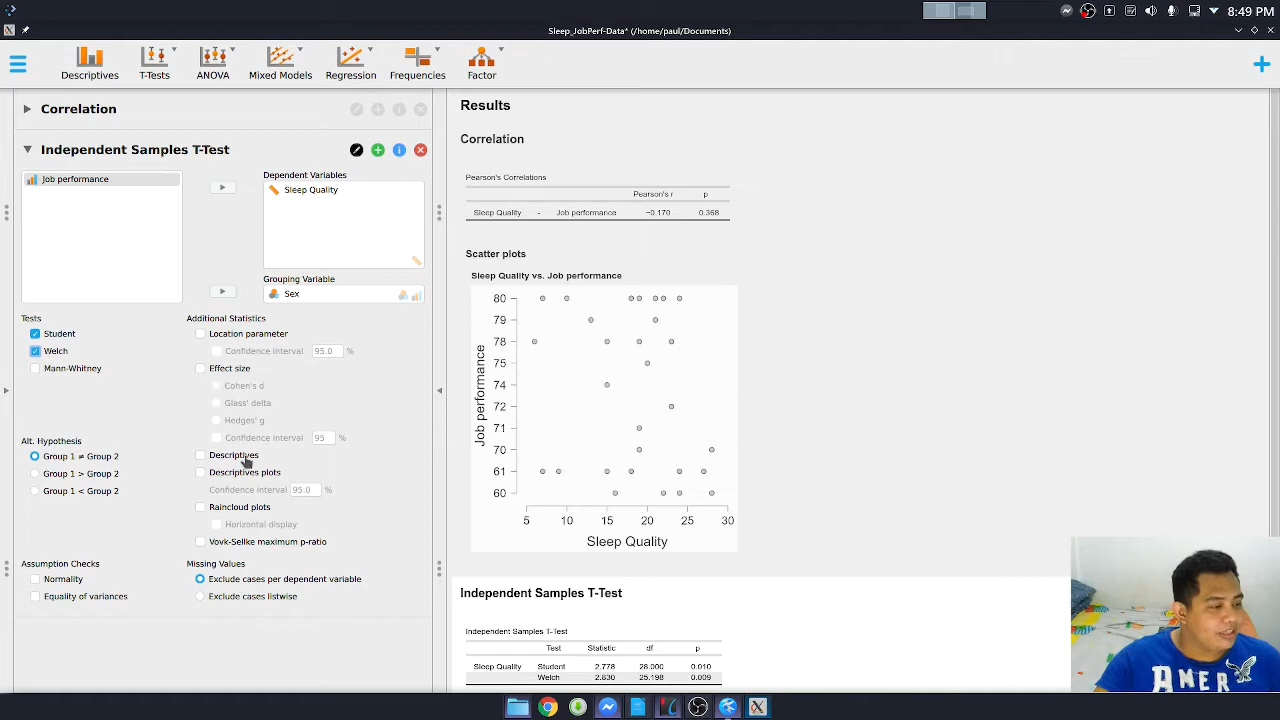 8:49 PM
Sleep_JobPerf-Data* (/home/paul/Documents)
Descriptives
T-Tests
ANOVA
Mixed Models
Regression
Frequencies
Factor
Correlation
Independent Samples T-Test
Job performance
Dependent Variables
Sleep Quality
Grouping Variable
Sex
Tests
Student
Welch
Mann-Whitney
Alt. Hypothesis
Group 1 ≠ Group 2
Group 1 > Group 2
Group 1 < Group 2
Assumption Checks
Normality
Equality of variances
Additional Statistics
Location parameter
Confidence interval 95.0 %
Effect size
Cohen's d
Glass' delta
Hedges' g
Confidence interval 95 %
Descriptives
Descriptives plots
Confidence interval 95.0 %
Raincloud plots
Horizontal display
Vovk-Sellke maximum p-ratio
Missing Values
Exclude cases per dependent variable
Exclude cases listwise
Results
Correlation
Pearson's Correlations
Pearson's r p
Sleep Quality - Job performance −0.170 0.368
Scatter plots
Sleep Quality vs. Job performance
80
79
78
75
74
72
71
70
61
60
Job performance
5 10 15 20 25 30
Sleep Quality
Independent Samples T-Test
Independent Samples T-Test
Test Statistic df p
Sleep Quality Student 2.778 28.000 0.010
Welch 2.830 25.198 0.009
AMER